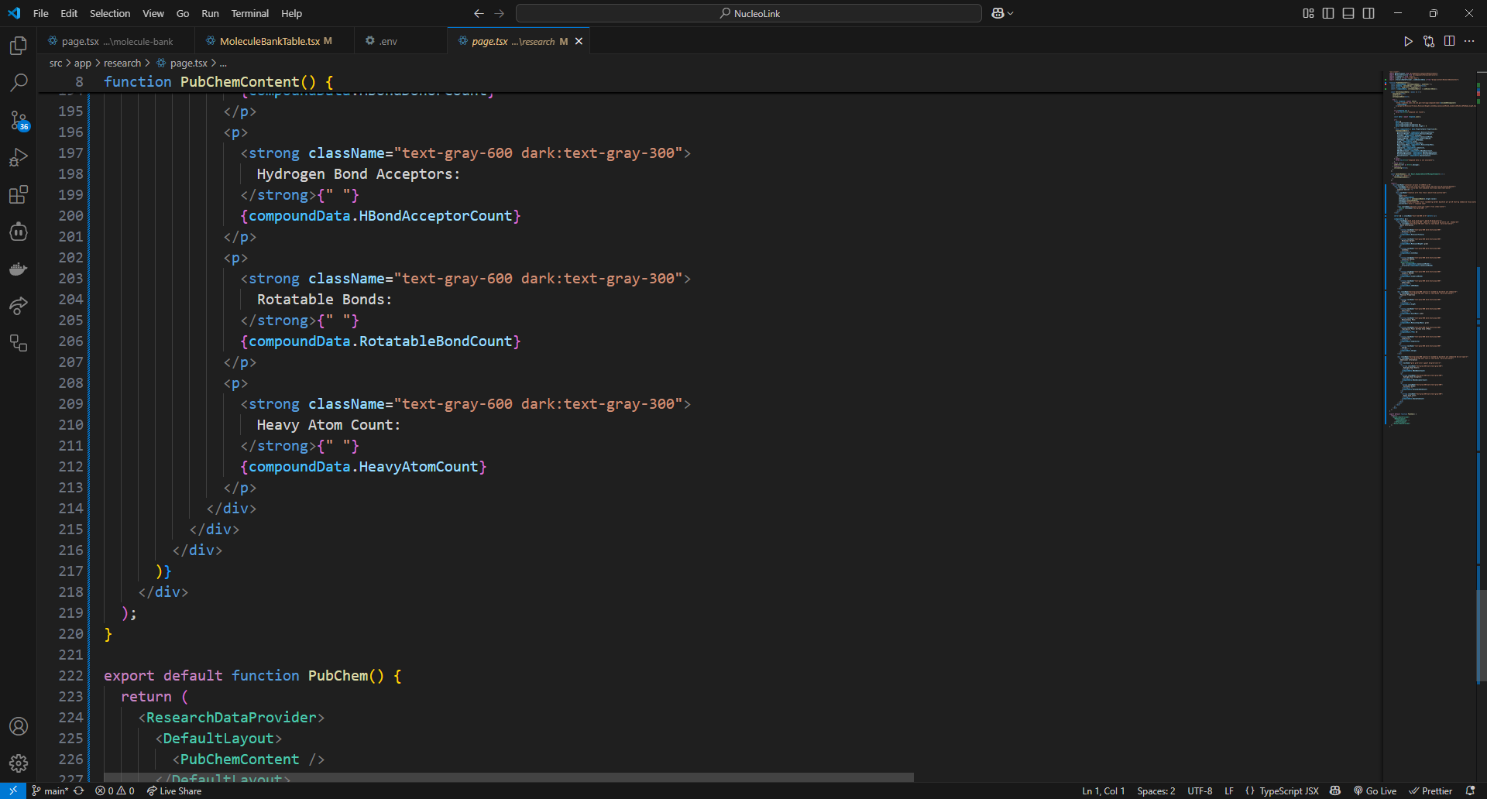 File Edit Selection View Go Run Terminal Help
NucleoLink
page.tsx ...\molecule-bank
MoleculeBankTable.tsx M
.env
page.tsx ...\research M
src > app > research > page.tsx > ...
8 function PubChemContent() {
195 </p>
196 <p>
197 <strong className="text-gray-600 dark:text-gray-300">
198 Hydrogen Bond Acceptors:
199 </strong>{" "}
200 {compoundData.HBondAcceptorCount}
201 </p>
202 <p>
203 <strong className="text-gray-600 dark:text-gray-300">
204 Rotatable Bonds:
205 </strong>{" "}
206 {compoundData.RotatableBondCount}
207 </p>
208 <p>
209 <strong className="text-gray-600 dark:text-gray-300">
210 Heavy Atom Count:
211 </strong>{" "}
212 {compoundData.HeavyAtomCount}
213 </p>
214 </div>
215 </div>
216 </div>
217 )}
218 </div>
219 );
220 }
221
222 export default function PubChem() {
223 return (
224 <ResearchDataProvider>
225 <DefaultLayout>
226 <PubChemContent />
227 </DefaultLayout>
36
main* 0 0 Live Share
Ln 1, Col 1 Spaces: 2 UTF-8 LF {} TypeScript JSX Go Live Prettier